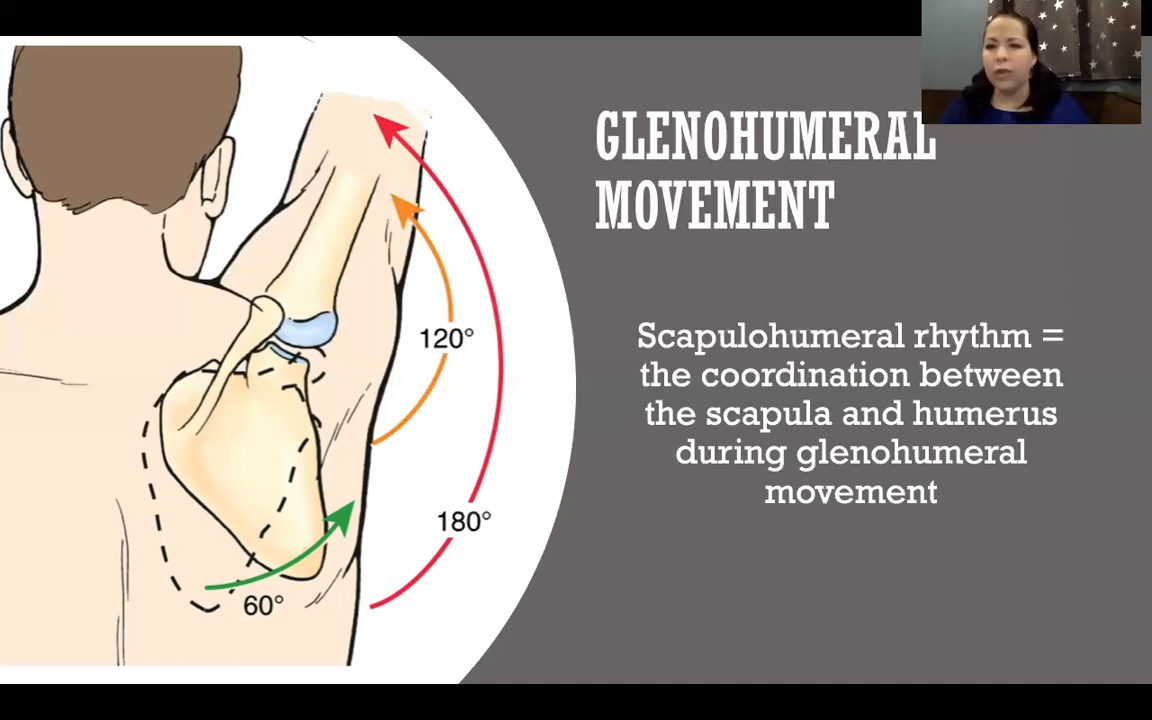 GLENOHUMERAL
MOVEMENT
Scapulohumeral rhythm =
the coordination between
the scapula and humerus
during glenohumeral
movement
120°
180°
60°